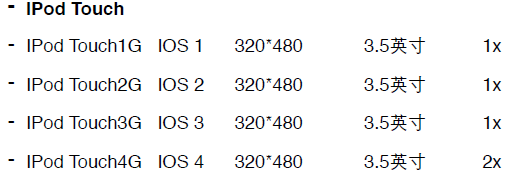 - IPod Touch
- IPod Touch1G IOS 1 320*480 3.5英寸 1x
- IPod Touch2G IOS 2 320*480 3.5英寸 1x
- IPod Touch3G IOS 3 320*480 3.5英寸 1x
- IPod Touch4G IOS 4 320*480 3.5英寸 2x